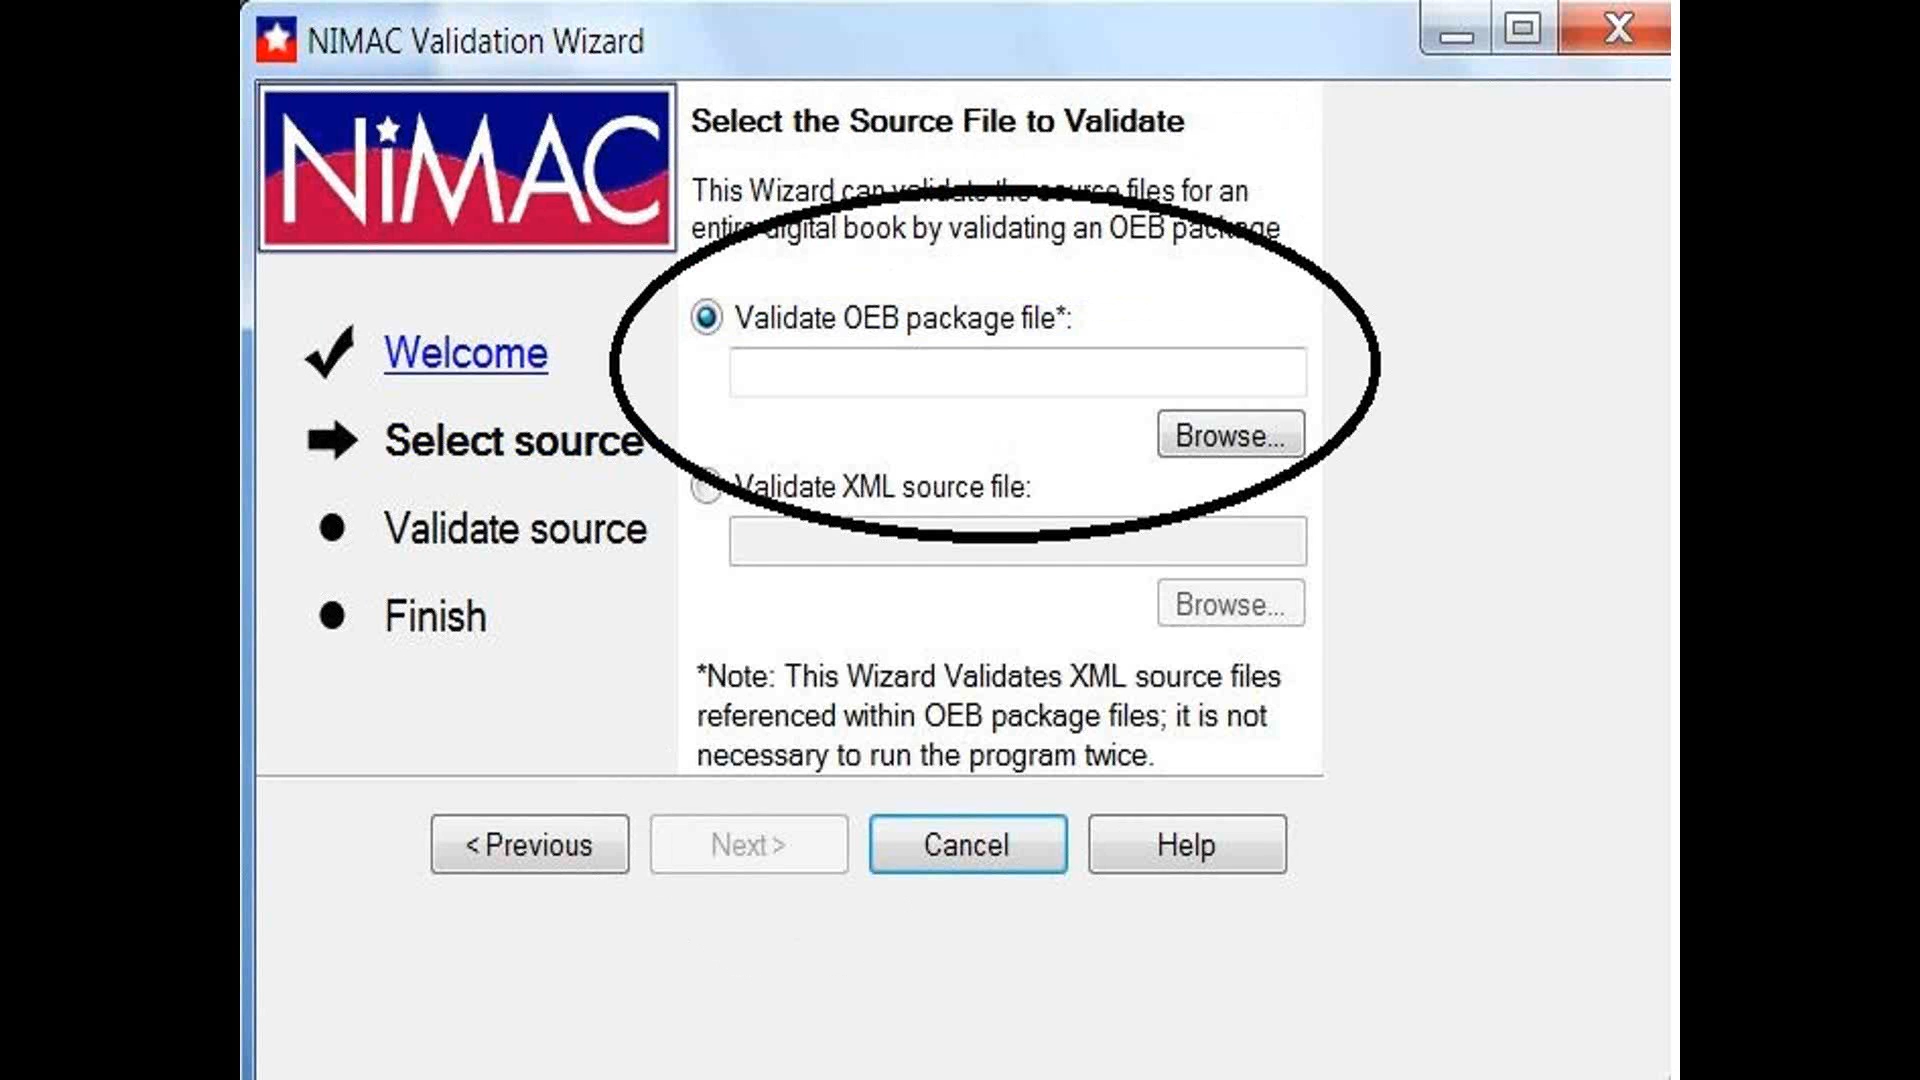 NIMAC Validation Wizard
NiMAC
Select the Source File to Validate
This Wizard can validate the source files for an
entire digital book by validating an OEB package
Validate OEB package file*:
Browse...
Validate XML source file:
Browse...
*Note: This Wizard Validates XML source files
referenced within OEB package files; it is not
necessary to run the program twice.
Welcome
Select source
Validate source
Finish
< Previous
Next >
Cancel
Help